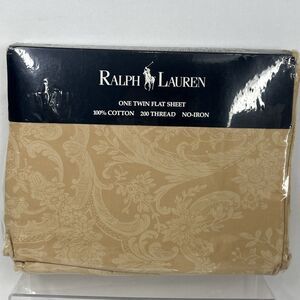 RALPH LAUREN
ONE TWIN FLAT SHEET
100% COTTON 200 THREAD NO-IRON